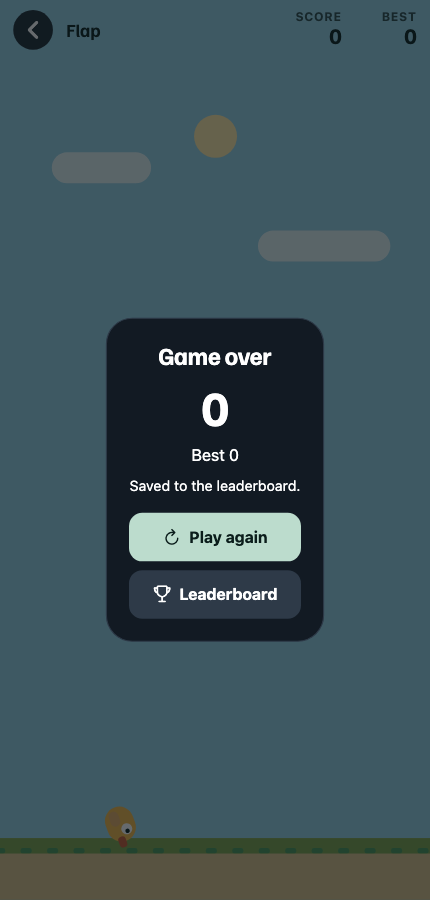 Flap
SCORE
0
BEST
0
Game over
0
Best 0
Saved to the leaderboard.
Play again
Leaderboard